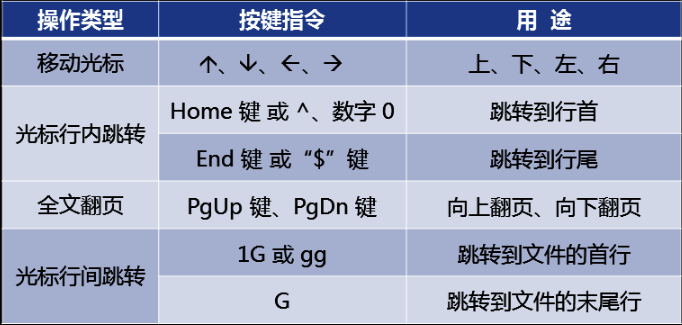 操作类型 按键指令 用 途
移动光标 ↑、↓、←、→ 上、下、左、右
光标行内跳转 Home 键 或 ^、数字 0 跳转到行首
End 键 或“$”键 跳转到行尾
全文翻页 PgUp 键、PgDn 键 向上翻页、向下翻页
光标行间跳转 1G 或 gg 跳转到文件的首行
G 跳转到文件的末尾行